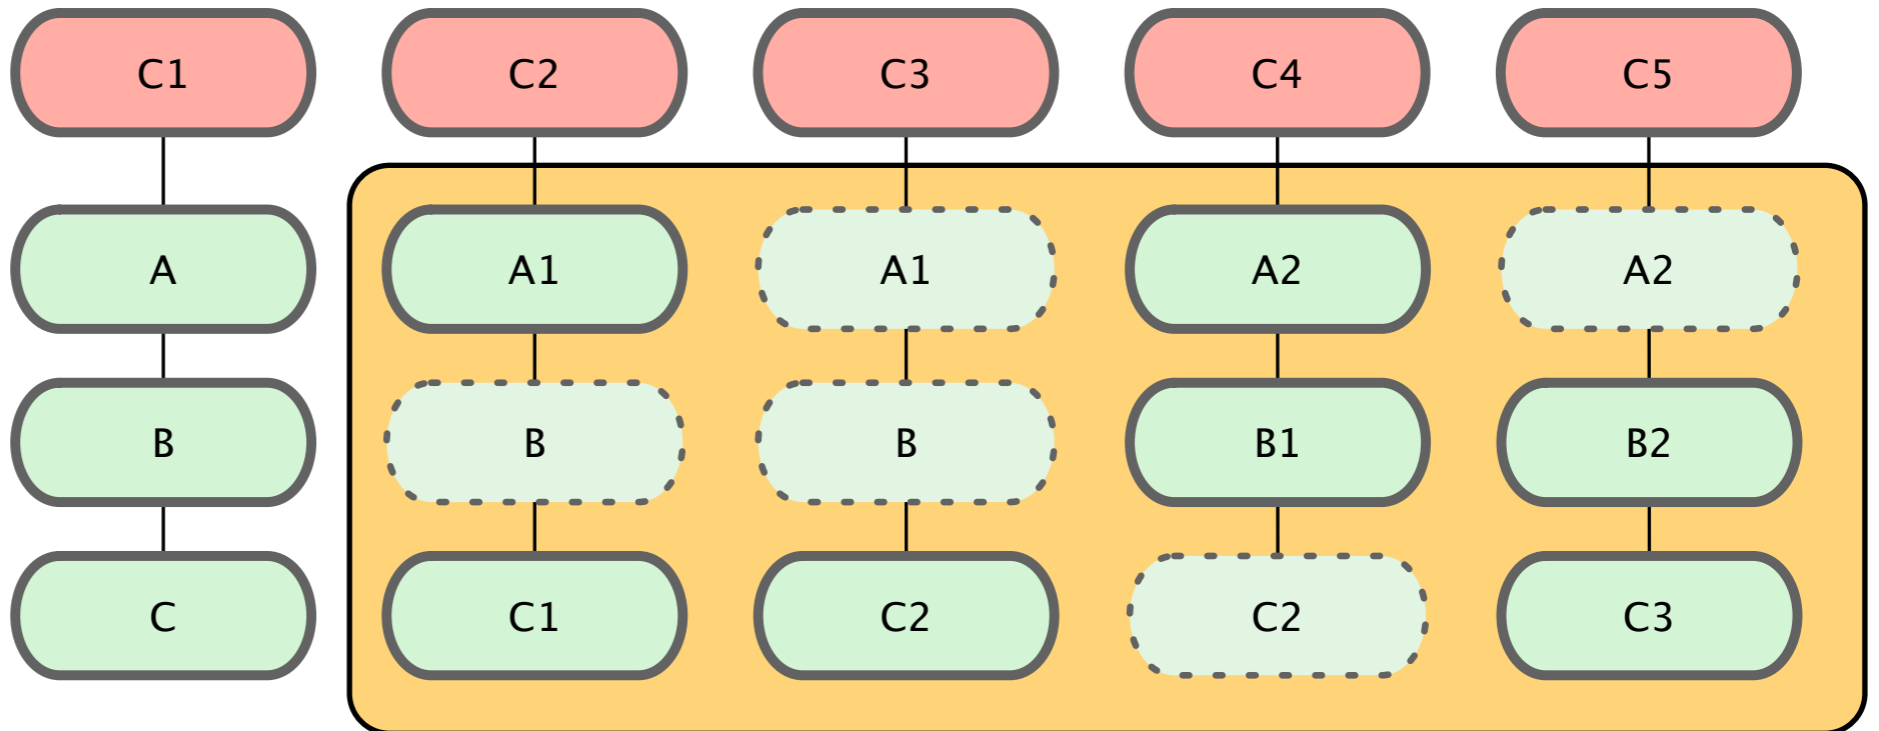 C1 C2 C3 C4 C5
A A1 A1 A2 A2
B B B B1 B2
C C1 C2 C2 C3